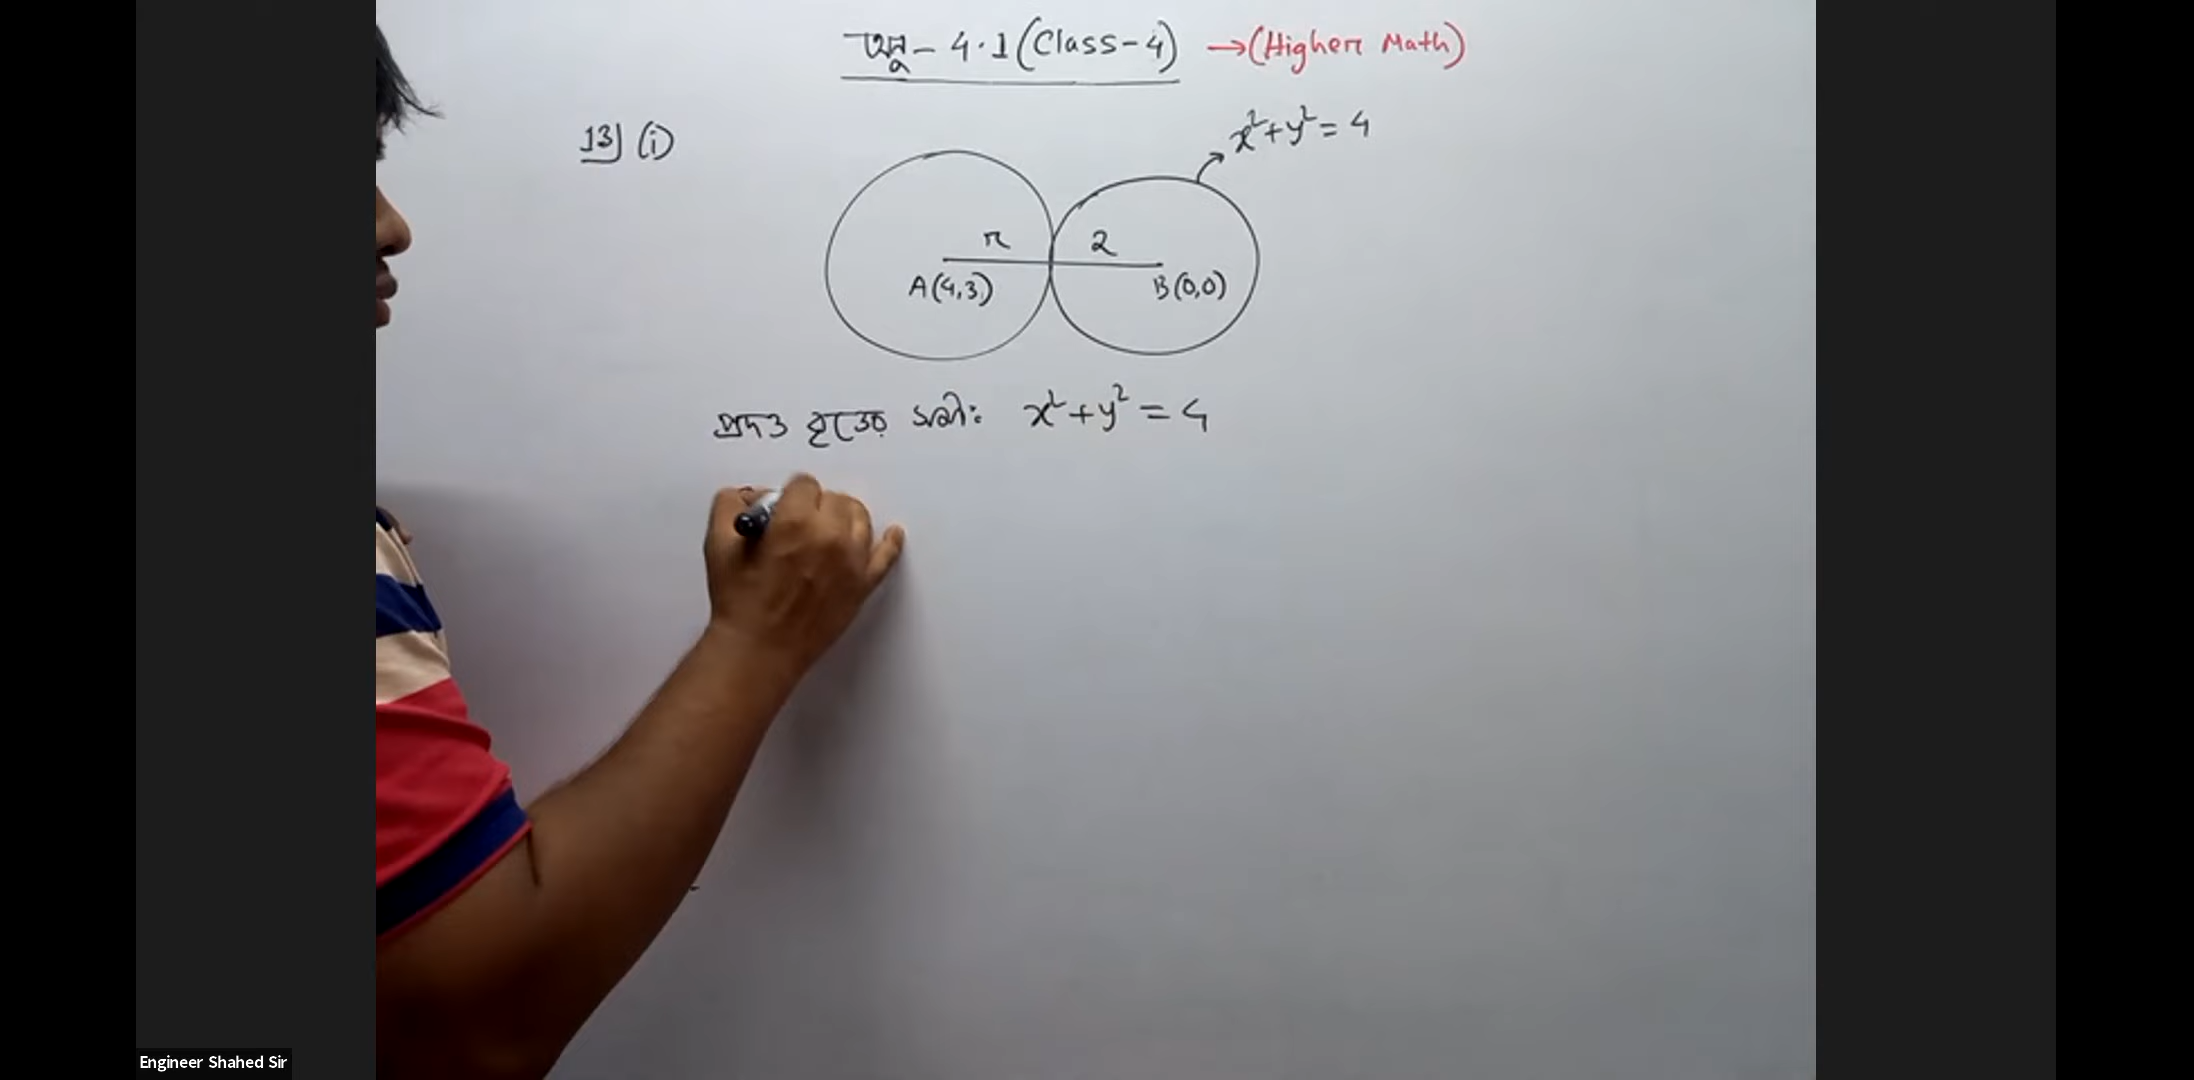 অনু - 4.1 (Class-4) → (Higher Math)
13) (i)
x² + y² = 4
r 2
A(4,3) B(0,0)
প্রদত্ত বৃত্তের সমী: x² + y² = 4
Engineer Shahed Sir